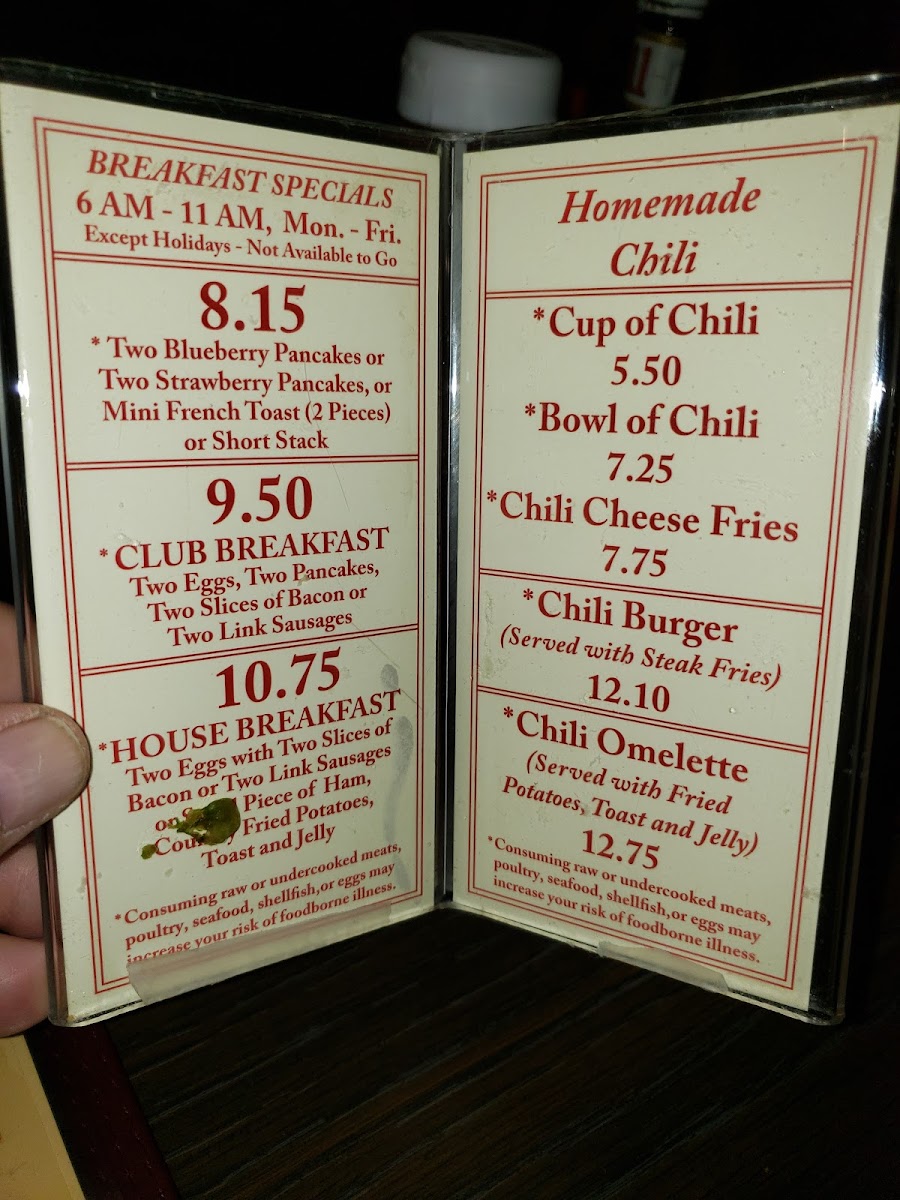 BREAKFAST SPECIALS
6 AM - 11 AM, Mon. - Fri.
Except Holidays - Not Available to Go
8.15
* Two Blueberry Pancakes or
Two Strawberry Pancakes, or
Mini French Toast (2 Pieces)
or Short Stack
9.50
* CLUB BREAKFAST
Two Eggs, Two Pancakes,
Two Slices of Bacon or
Two Link Sausages
10.75
* HOUSE BREAKFAST
Two Eggs with Two Slices of
Bacon or Two Link Sausages
Piece of Ham,
Fried Potatoes,
Toast and Jelly
*Consuming raw or undercooked meats,
poultry, seafood, shellfish,or eggs may
increase your risk of foodborne illness.
Homemade
Chili
*Cup of Chili
5.50
*Bowl of Chili
7.25
*Chili Cheese Fries
7.75
*Chili Burger
(Served with Steak Fries)
12.10
*Chili Omelette
(Served with Fried
Potatoes, Toast and Jelly)
12.75
*Consuming raw or undercooked meats,
poultry, seafood, shellfish,or eggs may
increase your risk of foodborne illness.